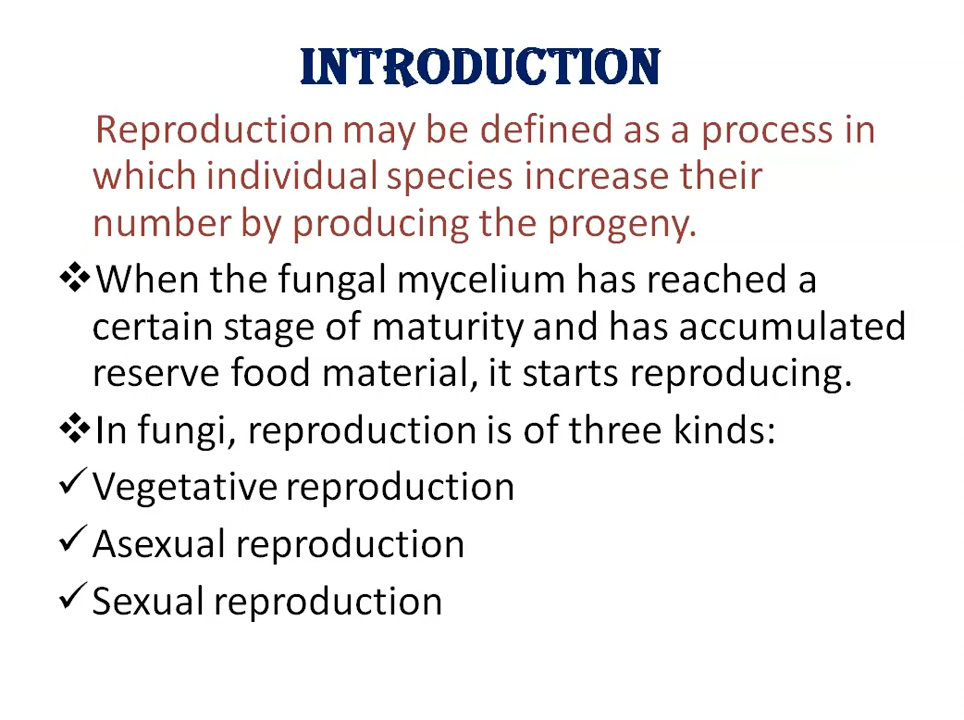 INTRODUCTION
Reproduction may be defined as a process in
which individual species increase their
number by producing the progeny.
❖When the fungal mycelium has reached a
certain stage of maturity and has accumulated
reserve food material, it starts reproducing.
❖In fungi, reproduction is of three kinds:
✓Vegetative reproduction
✓Asexual reproduction
✓Sexual reproduction